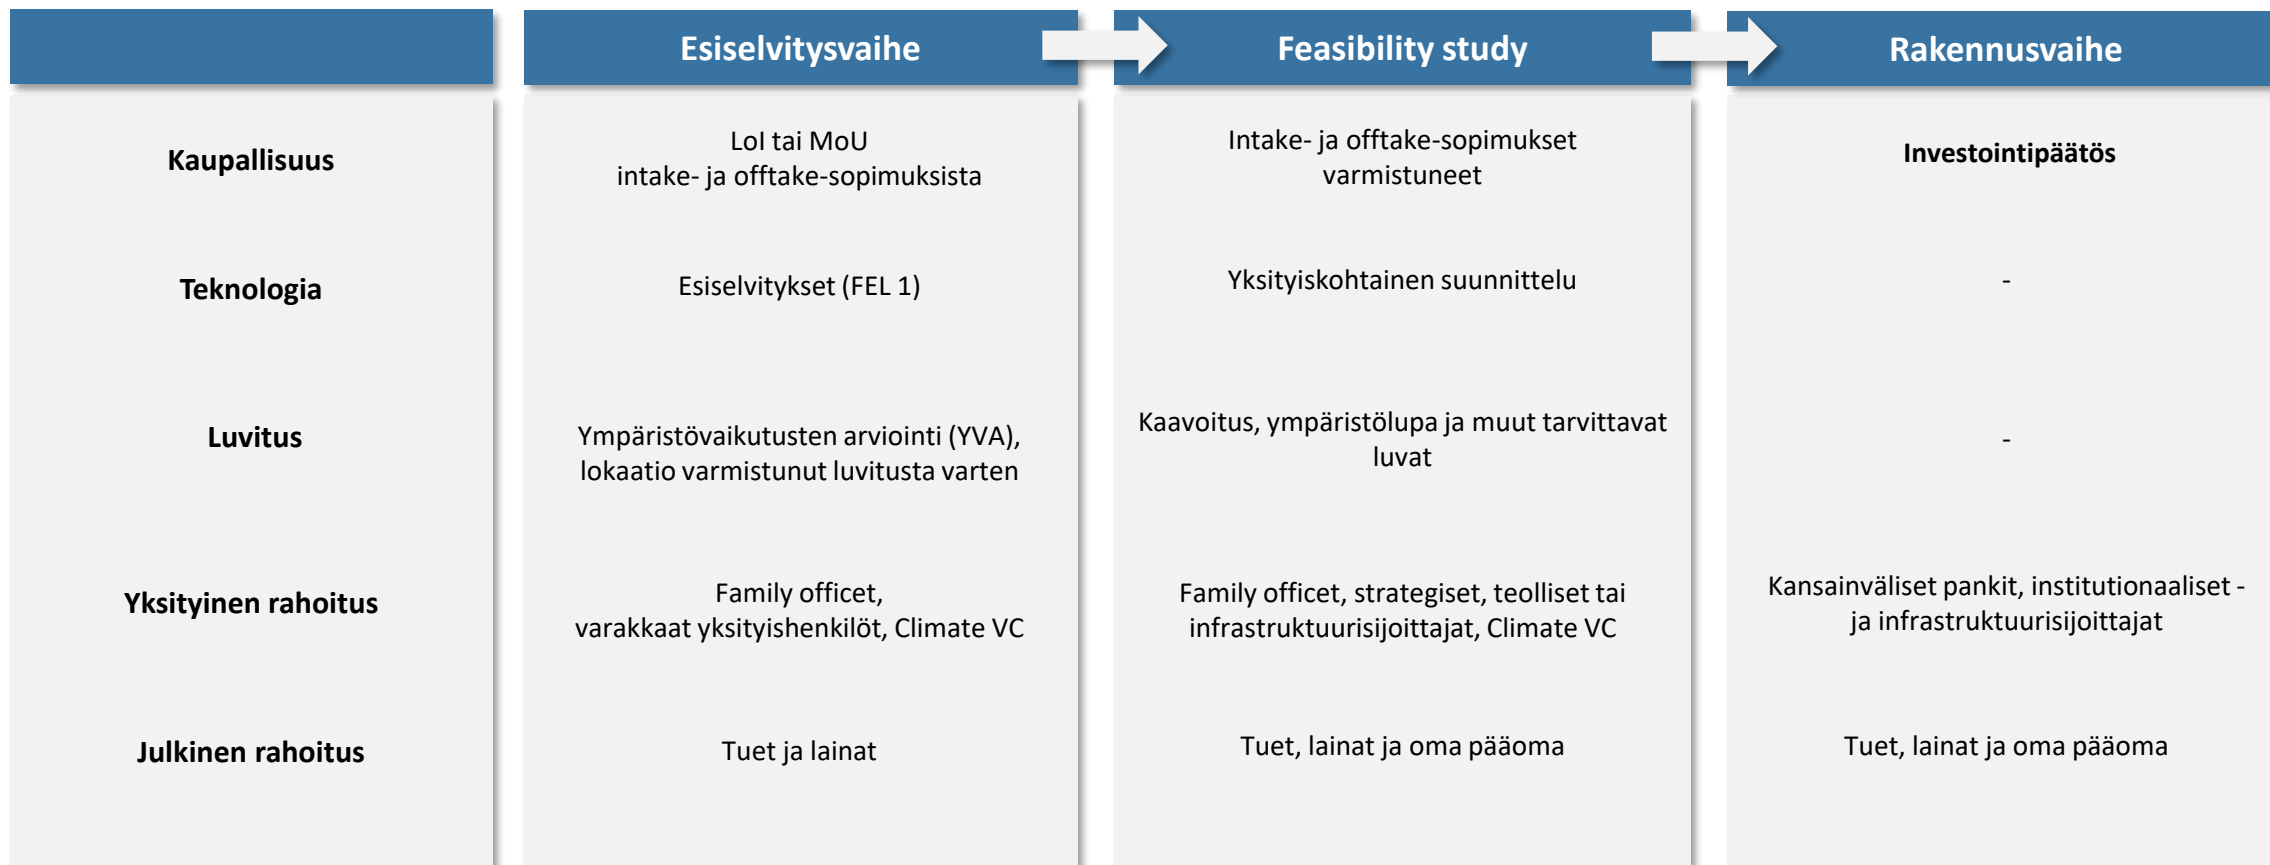 Esiselvitysvaihe
Feasibility study
Rakennusvaihe
Kaupallisuus
LoI tai MoU
intake- ja offtake-sopimuksista
Intake- ja offtake-sopimukset
varmistuneet
Investointipäätös
Teknologia
Esiselvitykset (FEL 1)
Yksityiskohtainen suunnittelu
-
Luvitus
Ympäristövaikutusten arviointi (YVA),
lokaatio varmistunut luvitusta varten
Kaavoitus, ympäristölupa ja muut tarvittavat
luvat
-
Yksityinen rahoitus
Family officet,
varakkaat yksityishenkilöt, Climate VC
Family officet, strategiset, teolliset tai
infrastruktuurisijoittajat, Climate VC
Kansainväliset pankit, institutionaaliset -
ja infrastruktuurisijoittajat
Julkinen rahoitus
Tuet ja lainat
Tuet, lainat ja oma pääoma
Tuet, lainat ja oma pääoma